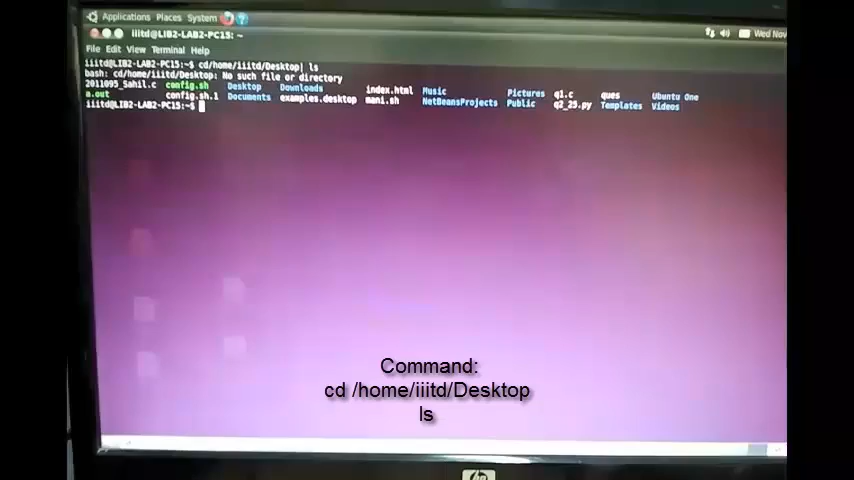 Applications Places System
iiitd@LIB2-LAB2-PC15: ~
Wed Nov
File Edit View Terminal Help
iiitd@LIB2-LAB2-PC15:~$ cd/home/iiitd/Desktop| ls
bash: cd/home/iiitd/Desktop: No such file or directory
2011095_Sahil.c config.sh Desktop Downloads index.html Music Pictures q1.c ques Ubuntu One
a.out config.sh.1 Documents examples.desktop mani.sh NetBeansProjects Public q2_25.py Templates Videos
iiitd@LIB2-LAB2-PC15:~$
Command:
cd /home/iiitd/Desktop
ls
hp